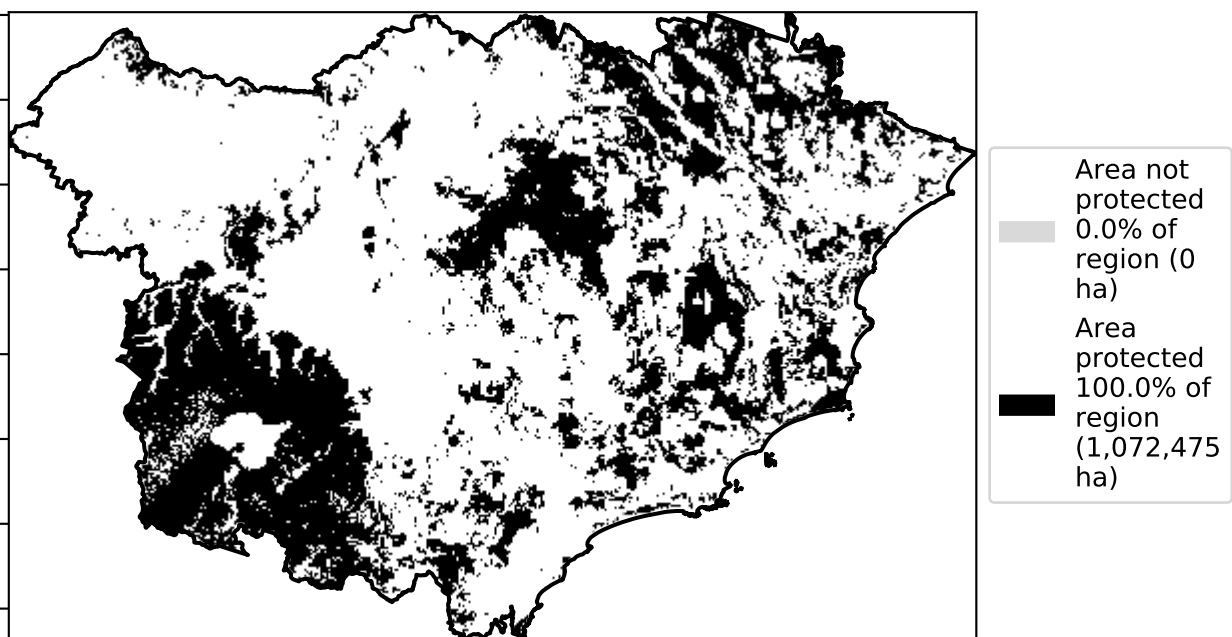 Area not
protected
0.0% of
region (0
ha)
Area
protected
100.0% of
region
(1,072,475
ha)